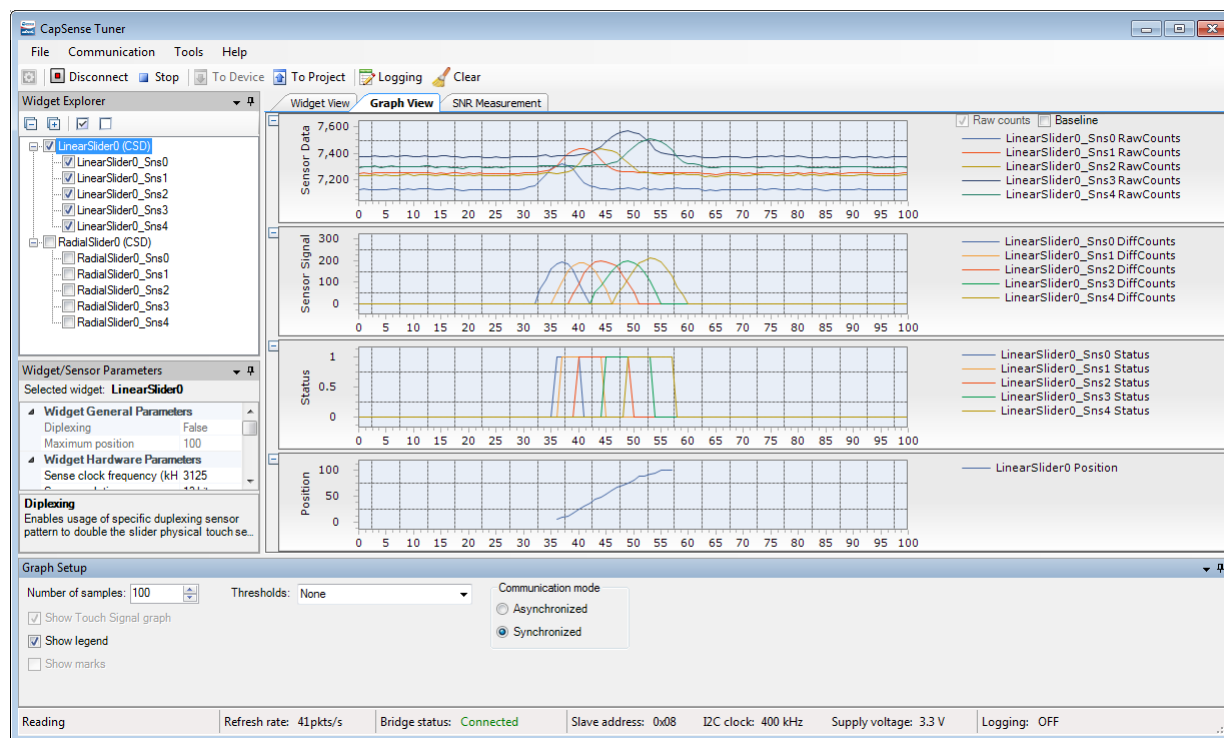 CapSense Tuner
File Communication Tools Help
Disconnect Stop To Device To Project Logging Clear
Widget Explorer
LinearSlider0 (CSD)
LinearSlider0_Sns0
LinearSlider0_Sns1
LinearSlider0_Sns2
LinearSlider0_Sns3
LinearSlider0_Sns4
RadialSlider0 (CSD)
RadialSlider0_Sns0
RadialSlider0_Sns1
RadialSlider0_Sns2
RadialSlider0_Sns3
RadialSlider0_Sns4
Widget/Sensor Parameters
Selected widget: LinearSlider0
Widget General Parameters
Diplexing False
Maximum position 100
Widget Hardware Parameters
Sense clock frequency (kH 3125
Diplexing
Enables usage of specific duplexing sensor
pattern to double the slider physical touch se...
Widget View Graph View SNR Measurement
Sensor Data
7,600
7,400
7,200
0 5 10 15 20 25 30 35 40 45 50 55 60 65 70 75 80 85 90 95 100
Raw counts Baseline
LinearSlider0_Sns0 RawCounts
LinearSlider0_Sns1 RawCounts
LinearSlider0_Sns2 RawCounts
LinearSlider0_Sns3 RawCounts
LinearSlider0_Sns4 RawCounts
Sensor Signal
300
200
100
0
0 5 10 15 20 25 30 35 40 45 50 55 60 65 70 75 80 85 90 95 100
LinearSlider0_Sns0 DiffCounts
LinearSlider0_Sns1 DiffCounts
LinearSlider0_Sns2 DiffCounts
LinearSlider0_Sns3 DiffCounts
LinearSlider0_Sns4 DiffCounts
Status
1
0.5
0
0 5 10 15 20 25 30 35 40 45 50 55 60 65 70 75 80 85 90 95 100
LinearSlider0_Sns0 Status
LinearSlider0_Sns1 Status
LinearSlider0_Sns2 Status
LinearSlider0_Sns3 Status
LinearSlider0_Sns4 Status
Position
100
50
0
0 5 10 15 20 25 30 35 40 45 50 55 60 65 70 75 80 85 90 95 100
LinearSlider0 Position
Graph Setup
Number of samples: 100 Thresholds: None
Show Touch Signal graph
Show legend
Show marks
Communication mode
Asynchronized
Synchronized
Reading Refresh rate: 41pkts/s Bridge status: Connected Slave address: 0x08 I2C clock: 400 kHz Supply voltage: 3.3 V Logging: OFF